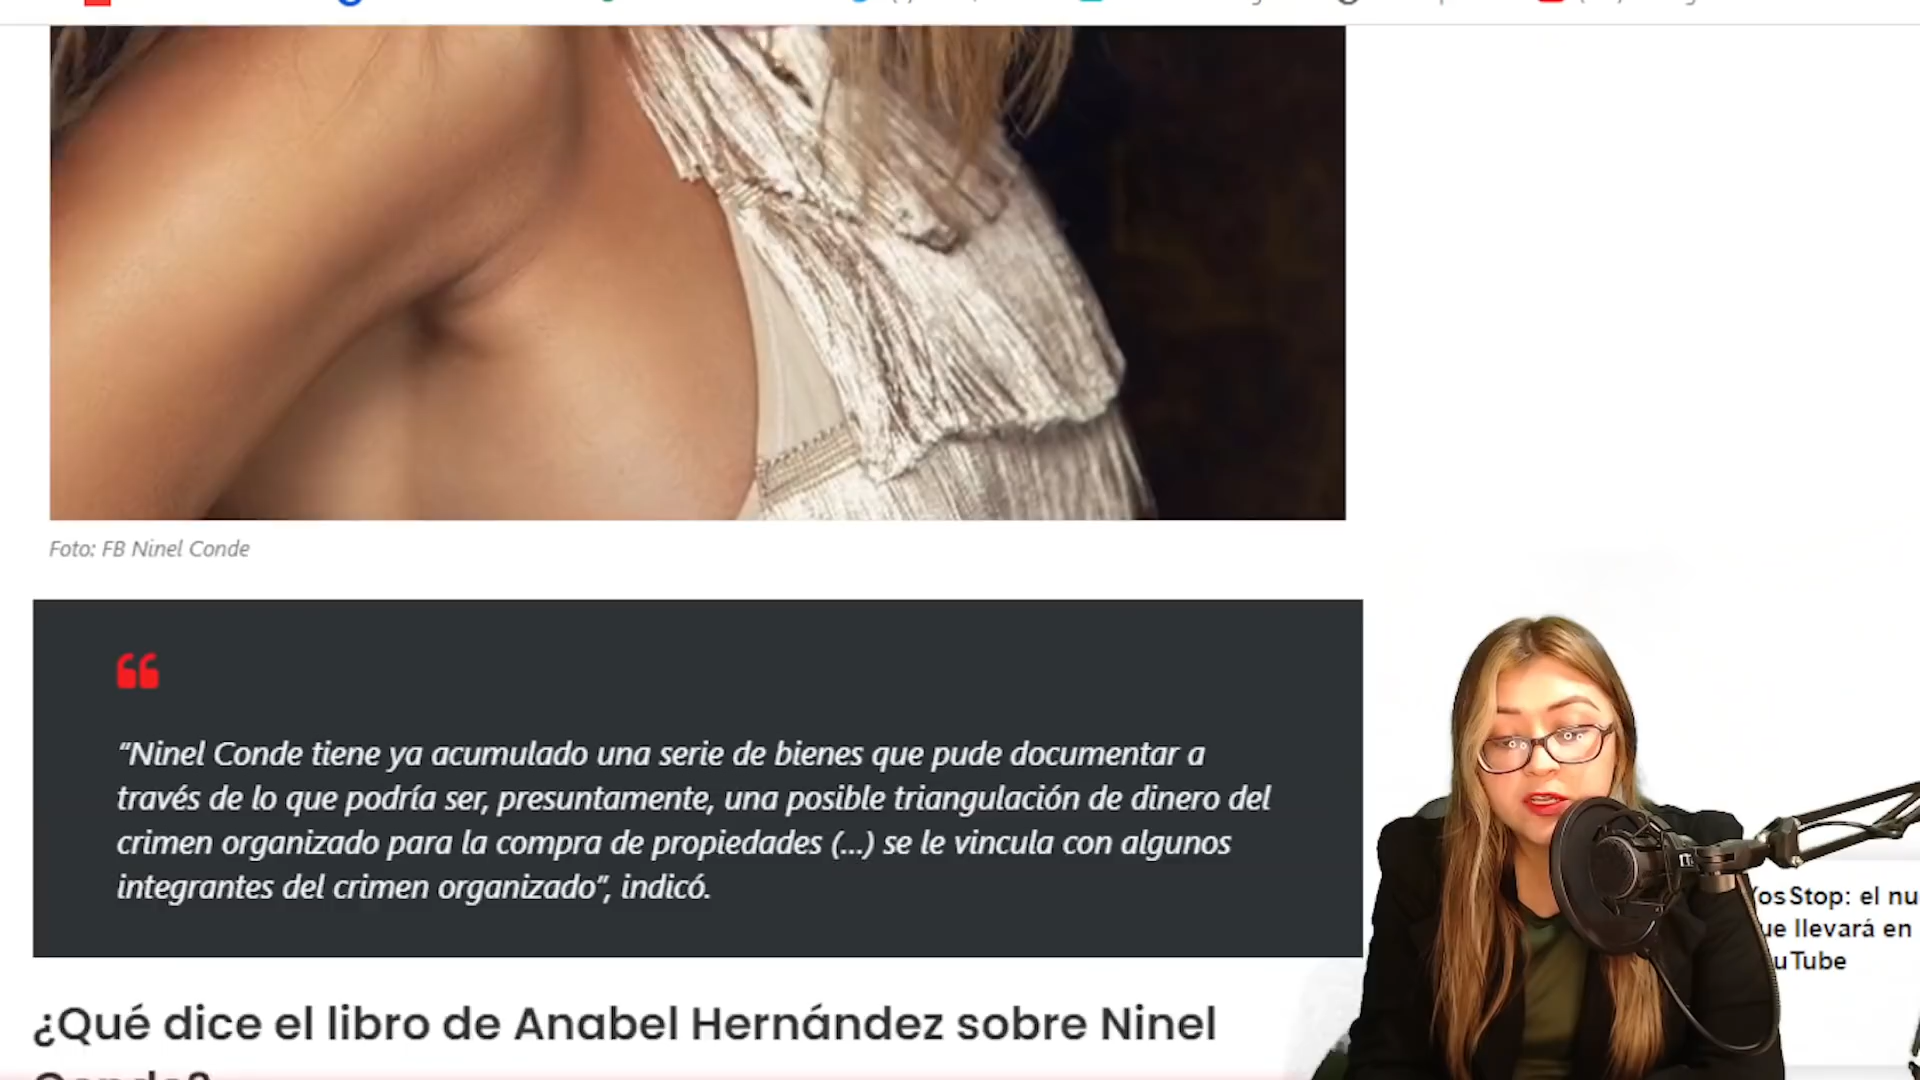 Foto: FB Ninel Conde
“Ninel Conde tiene ya acumulado una serie de bienes que pude documentar a
través de lo que podría ser, presuntamente, una posible triangulación de dinero del
crimen organizado para la compra de propiedades (...) se le vincula con algunos
integrantes del crimen organizado”, indicó.
osStop: el nu
ue llevará en
uTube
¿Qué dice el libro de Anabel Hernández sobre Ninel